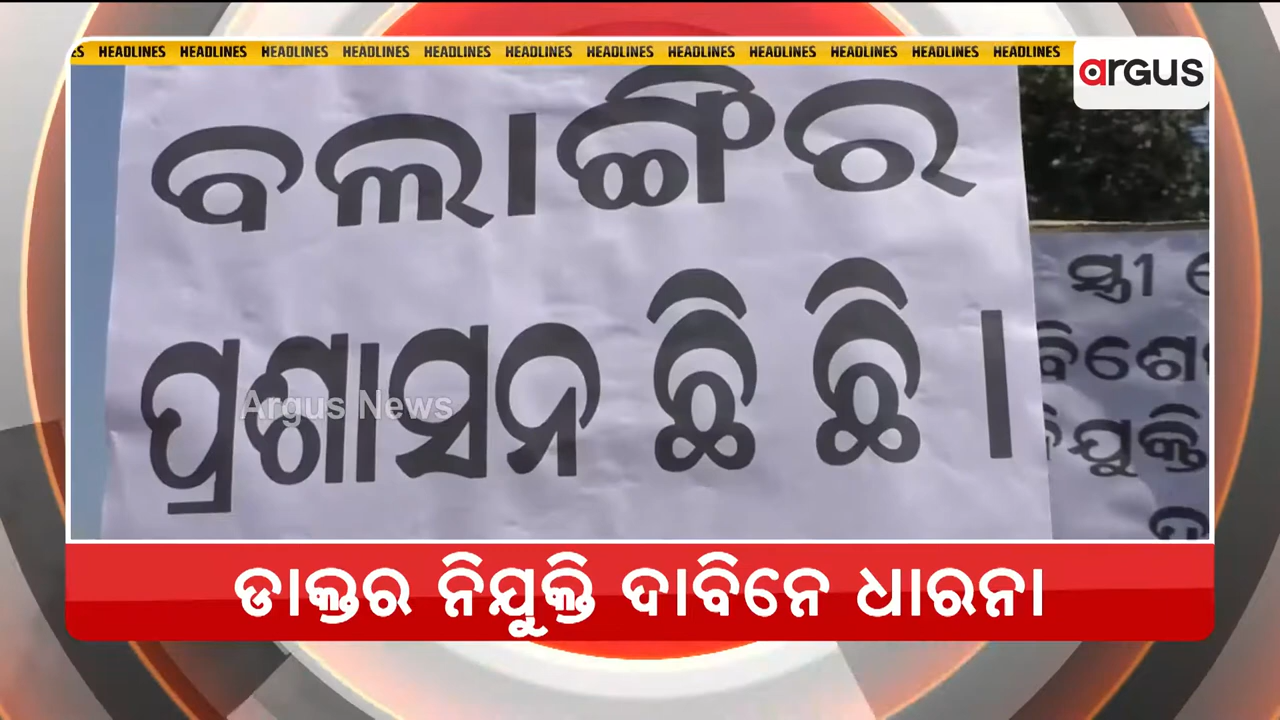 HEADLINES HEADLINES HEADLINES HEADLINES HEADLINES HEADLINES HEADLINES HEADLINES HEADLINES HEADLINES HEADLINES HEADLINES
argus
ବଲାଙ୍ଗିର
ପ୍ରଶାସନ ଛି ଛି ।
Argus News
ସ୍ତ୍ରୀ
ଡାକ୍ତର ନିଯୁକ୍ତି ଦାବିନେ ଧାରନା